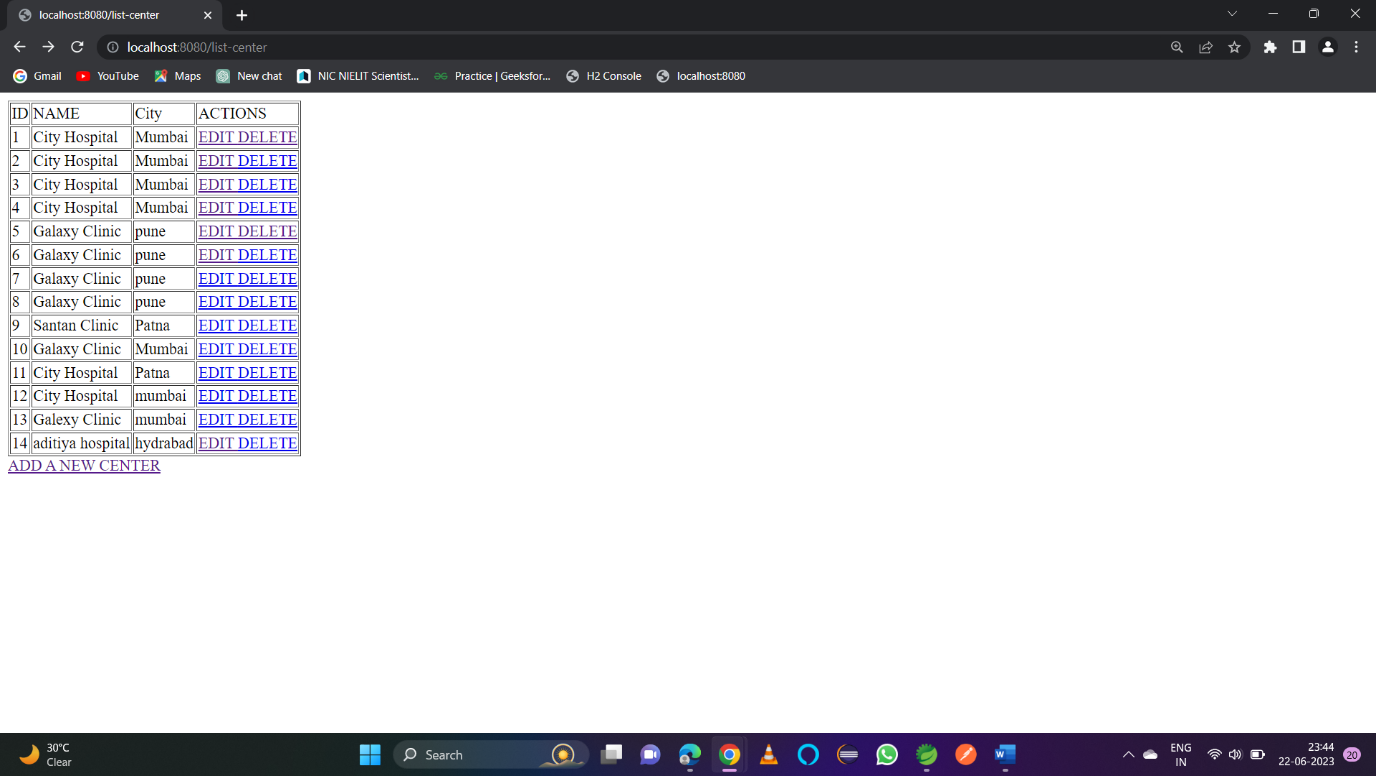 localhost:8080/list-center
localhost:8080/list-center
Gmail YouTube Maps New chat NIC NIELIT Scientist... Practice | Geeksfor... H2 Console localhost:8080
ID NAME City ACTIONS
1 City Hospital Mumbai EDIT DELETE
2 City Hospital Mumbai EDIT DELETE
3 City Hospital Mumbai EDIT DELETE
4 City Hospital Mumbai EDIT DELETE
5 Galaxy Clinic pune EDIT DELETE
6 Galaxy Clinic pune EDIT DELETE
7 Galaxy Clinic pune EDIT DELETE
8 Galaxy Clinic pune EDIT DELETE
9 Santan Clinic Patna EDIT DELETE
10 Galaxy Clinic Mumbai EDIT DELETE
11 City Hospital Patna EDIT DELETE
12 City Hospital mumbai EDIT DELETE
13 Galexy Clinic mumbai EDIT DELETE
14 aditiya hospital hydrabad EDIT DELETE
ADD A NEW CENTER
30°C
Clear
Search
ENG
IN
23:44
22-06-2023
20